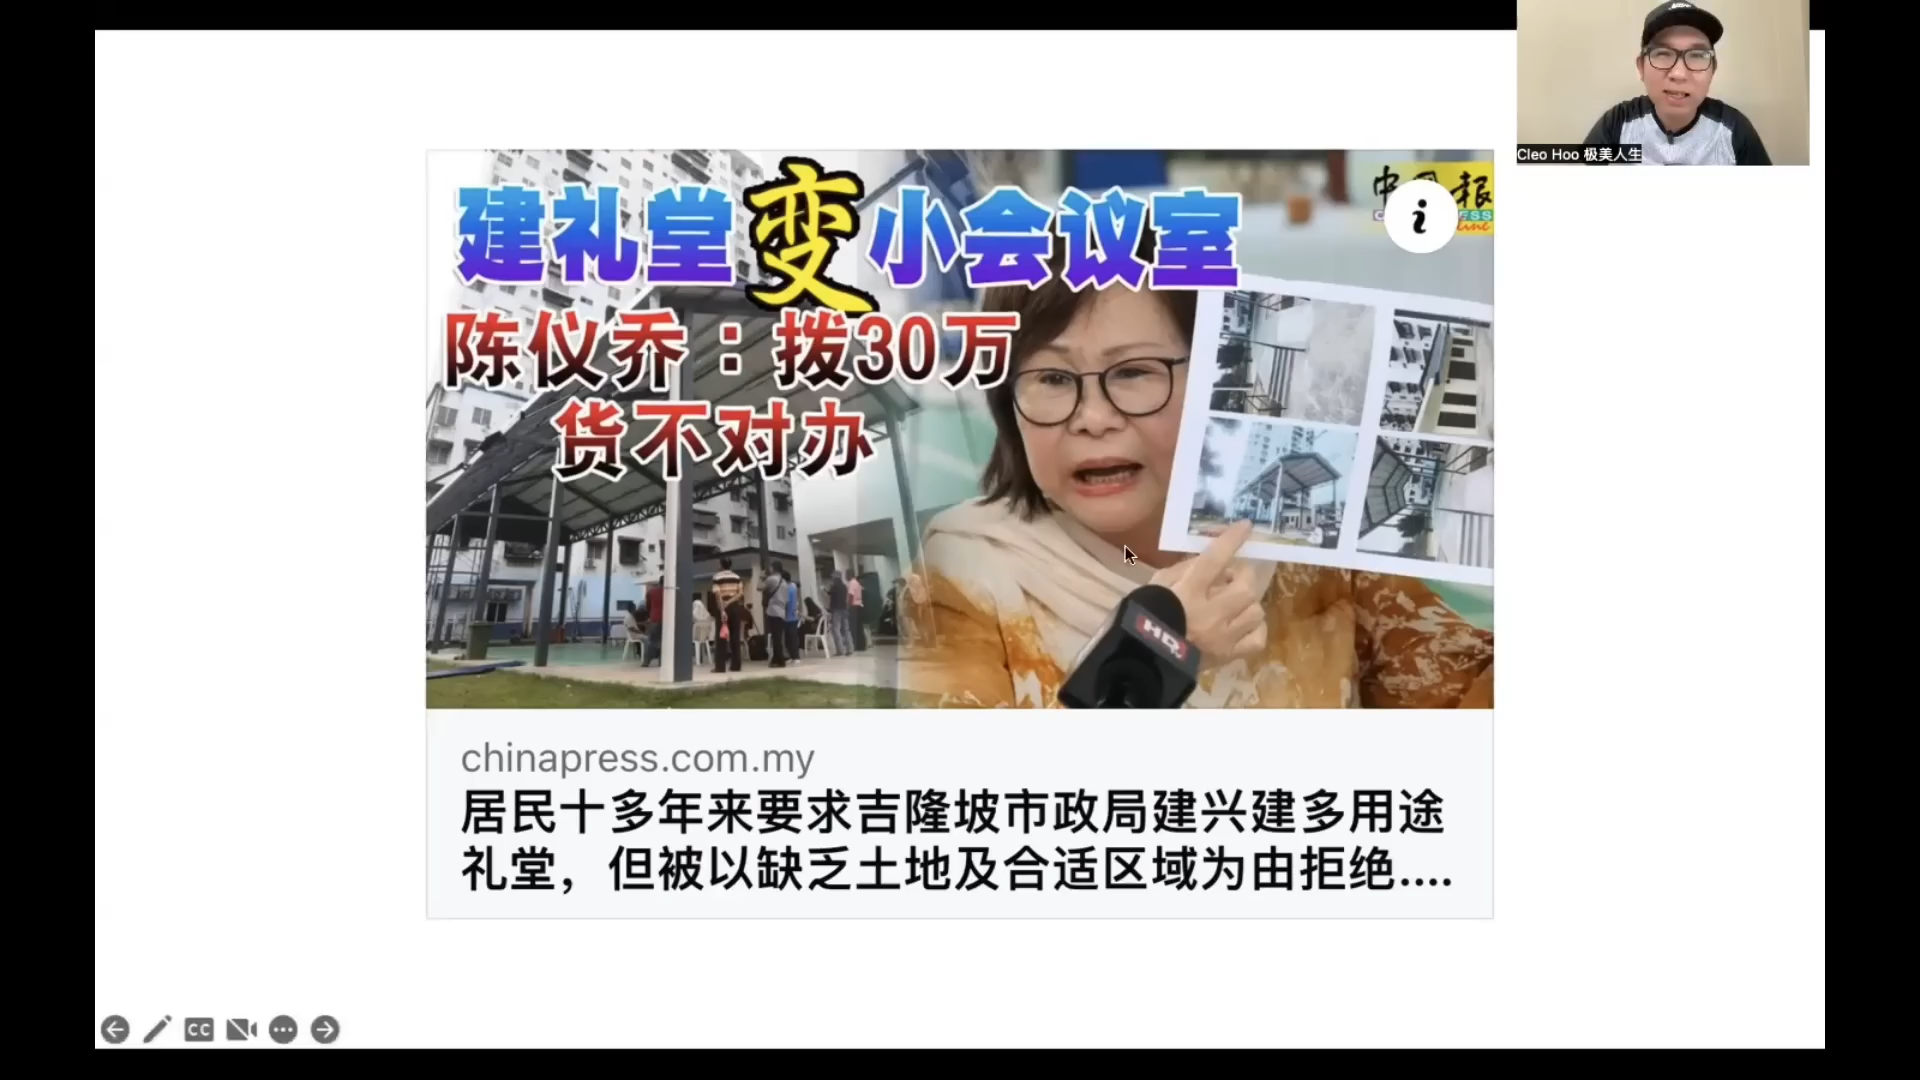 Cleo Hoo 极美人生
建礼堂变小会议室
陈仪乔：拨30万
货不对办
i
HD
chinapress.com.my
居民十多年来要求吉隆坡市政局建兴建多用途
礼堂，但被以缺乏土地及合适区域为由拒绝....
CC